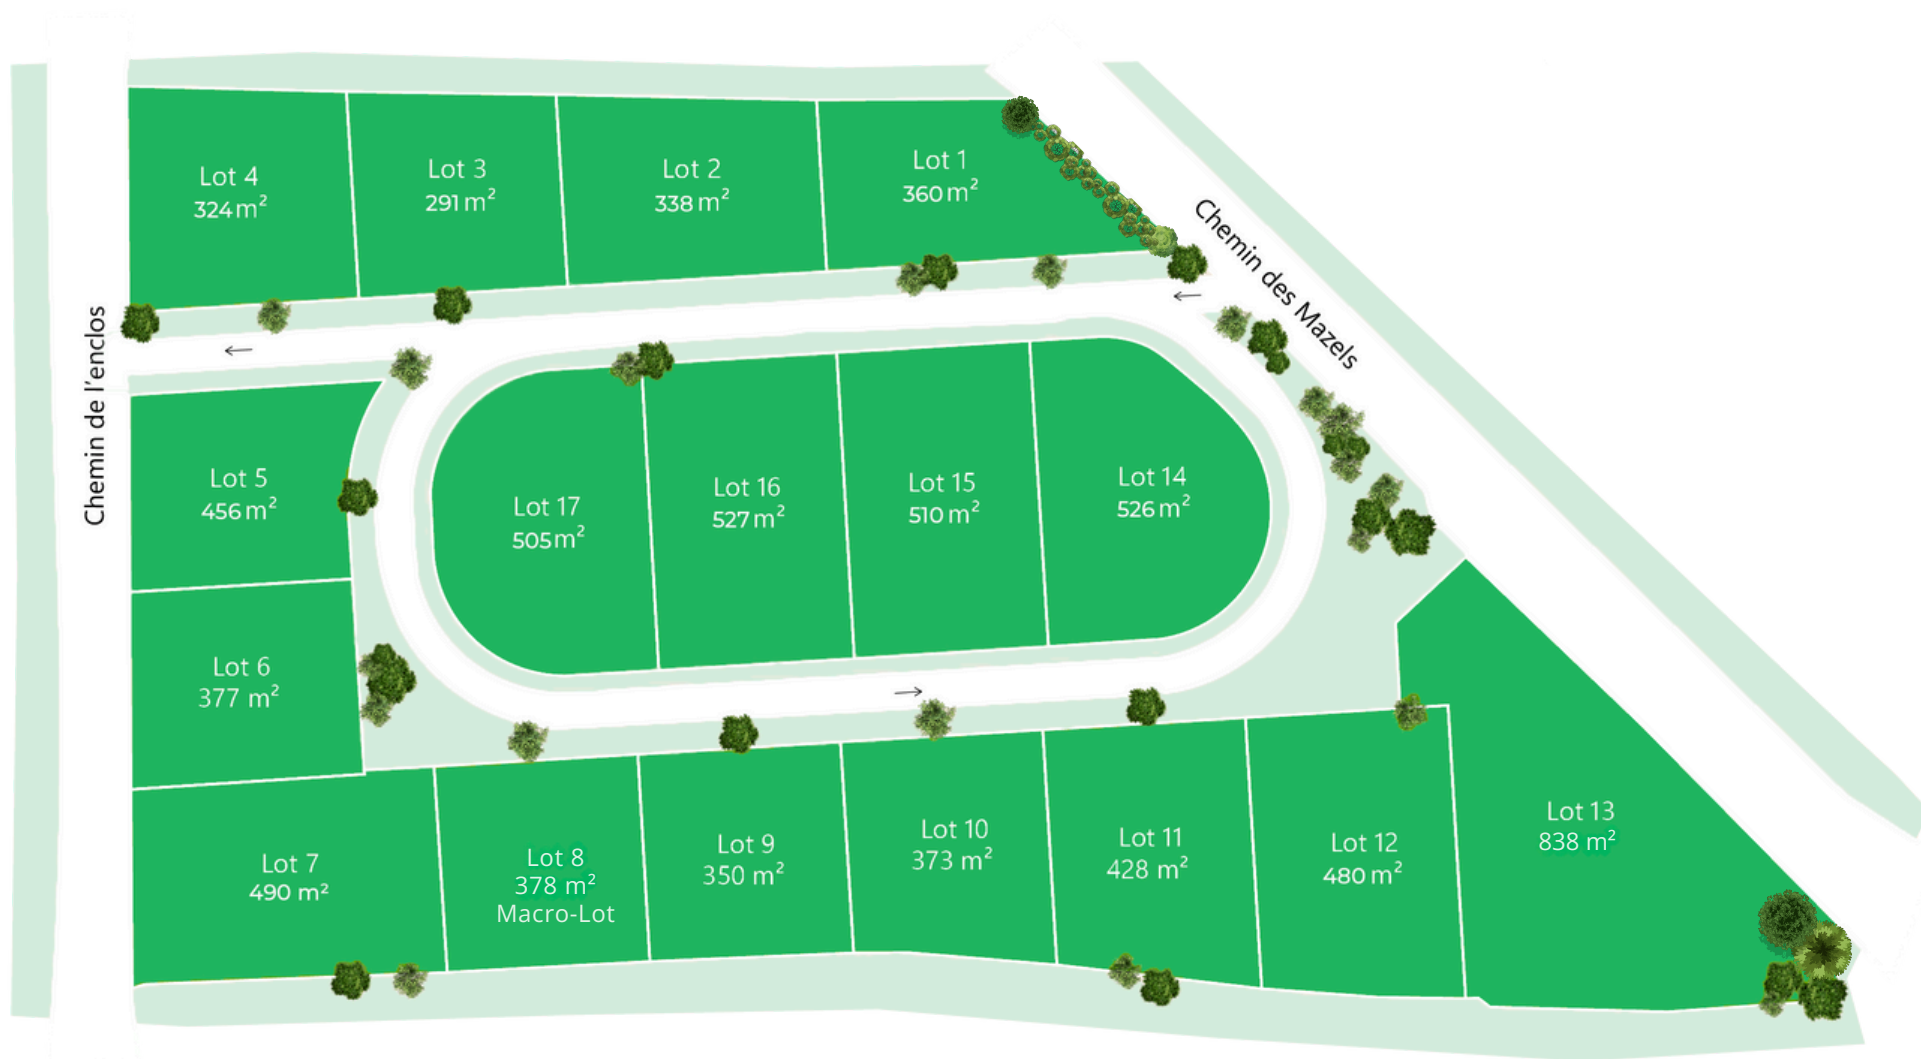 Lot 4
324 m²
Lot 3
291 m²
Lot 2
338 m²
Lot 1
360 m²
Chemin des Mazels
Chemin de l'enclos
Lot 5
456 m²
Lot 17
505 m²
Lot 16
527 m²
Lot 15
510 m²
Lot 14
526 m²
Lot 6
377 m²
Lot 7
490 m²
Lot 8
378 m²
Macro-Lot
Lot 9
350 m²
Lot 10
373 m²
Lot 11
428 m²
Lot 12
480 m²
Lot 13
838 m²